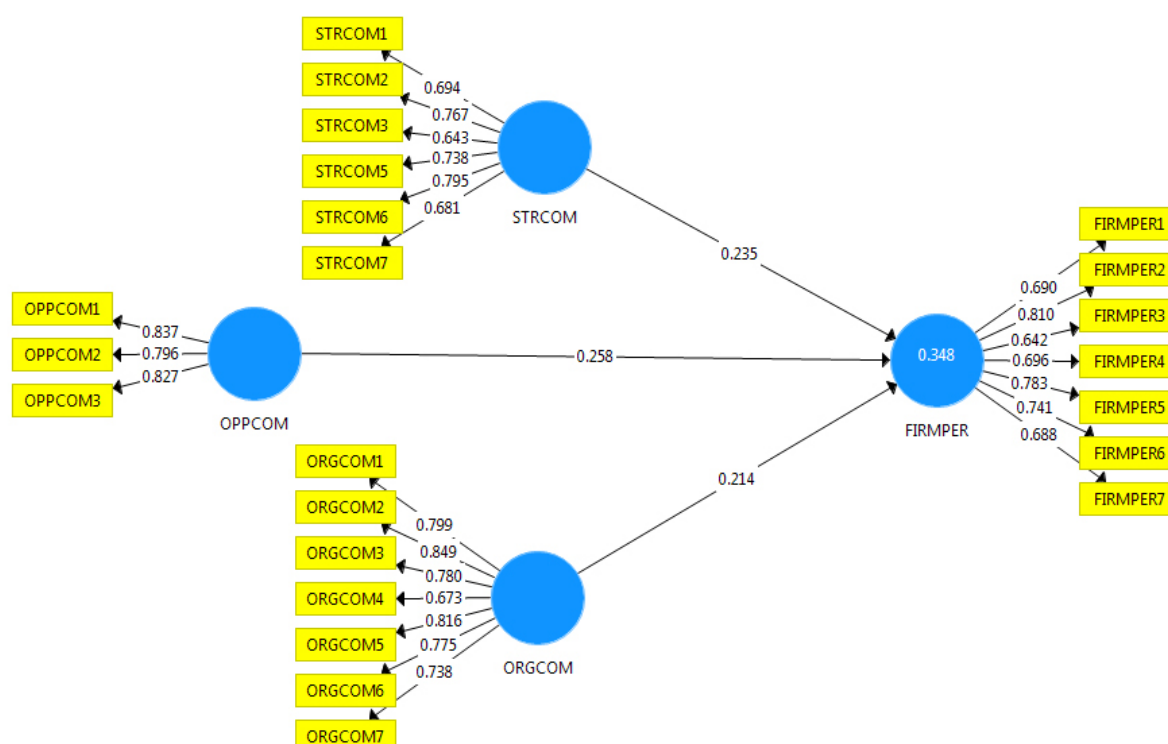 STRCOM1
STRCOM2
STRCOM3
STRCOM5
STRCOM6
STRCOM7
0.694
0.767
0.643
0.738
0.795
0.681
STRCOM
0.235
OPPCOM1
OPPCOM2
OPPCOM3
0.837
0.796
0.827
OPPCOM
0.258
ORGCOM1
ORGCOM2
ORGCOM3
ORGCOM4
ORGCOM5
ORGCOM6
ORGCOM7
0.799
0.849
0.780
0.673
0.816
0.775
0.738
ORGCOM
0.214
0.348
FIRMPER
0.690
0.810
0.642
0.696
0.783
0.741
0.688
FIRMPER1
FIRMPER2
FIRMPER3
FIRMPER4
FIRMPER5
FIRMPER6
FIRMPER7